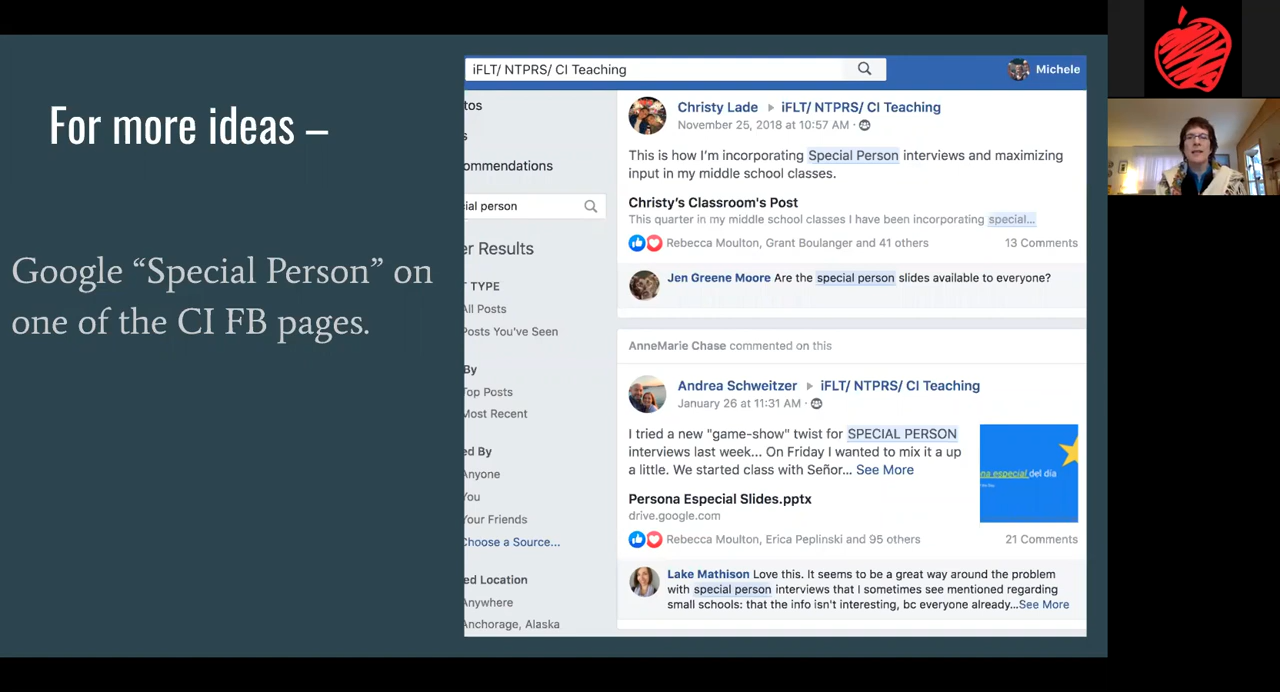 For more ideas –
Google “Special Person” on
one of the CI FB pages.
iFLT/ NTPRS/ CI Teaching
Michele
tos
s
ommendations
ial person
er Results
T TYPE
All Posts
Posts You've Seen
By
Top Posts
Most Recent
ed By
Anyone
You
Your Friends
Choose a Source...
ed Location
Anywhere
Anchorage, Alaska
Christy Lade ▸ iFLT/ NTPRS/ CI Teaching
November 25, 2018 at 10:57 AM ·
This is how I'm incorporating Special Person interviews and maximizing
input in my middle school classes.
Christy's Classroom's Post
This quarter in my middle school classes I have been incorporating special...
Rebecca Moulton, Grant Boulanger and 41 others 13 Comments
Jen Greene Moore Are the special person slides available to everyone?
AnneMarie Chase commented on this
Andrea Schweitzer ▸ iFLT/ NTPRS/ CI Teaching
January 26 at 11:31 AM ·
I tried a new "game-show" twist for SPECIAL PERSON
interviews last week... On Friday I wanted to mix it a up
a little. We started class with Señor... See More
na especial del día
Persona Especial Slides.pptx
drive.google.com
Rebecca Moulton, Erica Peplinski and 95 others 21 Comments
Lake Mathison Love this. It seems to be a great way around the problem
with special person interviews that I sometimes see mentioned regarding
small schools: that the info isn't interesting, bc everyone already...See More